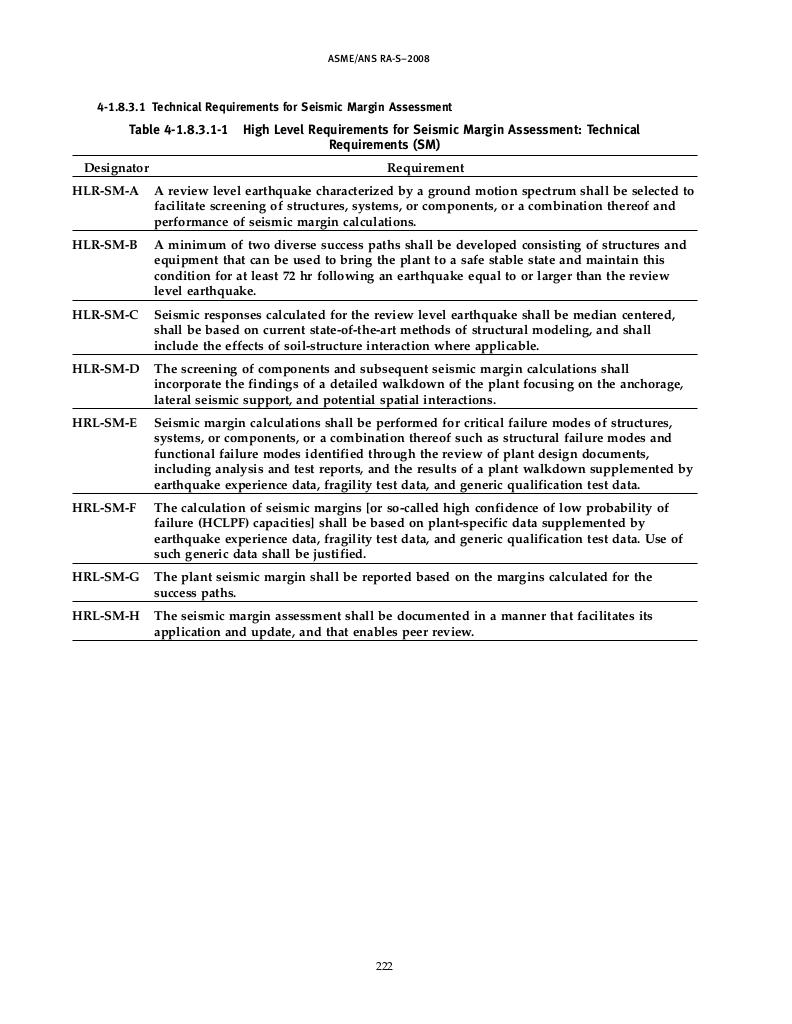 ASME/ANS RA-S–2008
4-1.8.3.1 Technical Requirements for Seismic Margin Assessment
Table 4-1.8.3.1-1 High Level Requirements for Seismic Margin Assessment: Technical
Requirements (SM)
Designator Requirement
HLR-SM-A A review level earthquake characterized by a ground motion spectrum shall be selected to
facilitate screening of structures, systems, or components, or a combination thereof and
performance of seismic margin calculations.
HLR-SM-B A minimum of two diverse success paths shall be developed consisting of structures and
equipment that can be used to bring the plant to a safe stable state and maintain this
condition for at least 72 hr following an earthquake equal to or larger than the review
level earthquake.
HLR-SM-C Seismic responses calculated for the review level earthquake shall be median centered,
shall be based on current state-of-the-art methods of structural modeling, and shall
include the effects of soil-structure interaction where applicable.
HLR-SM-D The screening of components and subsequent seismic margin calculations shall
incorporate the findings of a detailed walkdown of the plant focusing on the anchorage,
lateral seismic support, and potential spatial interactions.
HRL-SM-E Seismic margin calculations shall be performed for critical failure modes of structures,
systems, or components, or a combination thereof such as structural failure modes and
functional failure modes identified through the review of plant design documents,
including analysis and test reports, and the results of a plant walkdown supplemented by
earthquake experience data, fragility test data, and generic qualification test data.
HRL-SM-F The calculation of seismic margins [or so-called high confidence of low probability of
failure (HCLPF) capacities] shall be based on plant-specific data supplemented by
earthquake experience data, fragility test data, and generic qualification test data. Use of
such generic data shall be justified.
HRL-SM-G The plant seismic margin shall be reported based on the margins calculated for the
success paths.
HRL-SM-H The seismic margin assessment shall be documented in a manner that facilitates its
application and update, and that enables peer review.
222